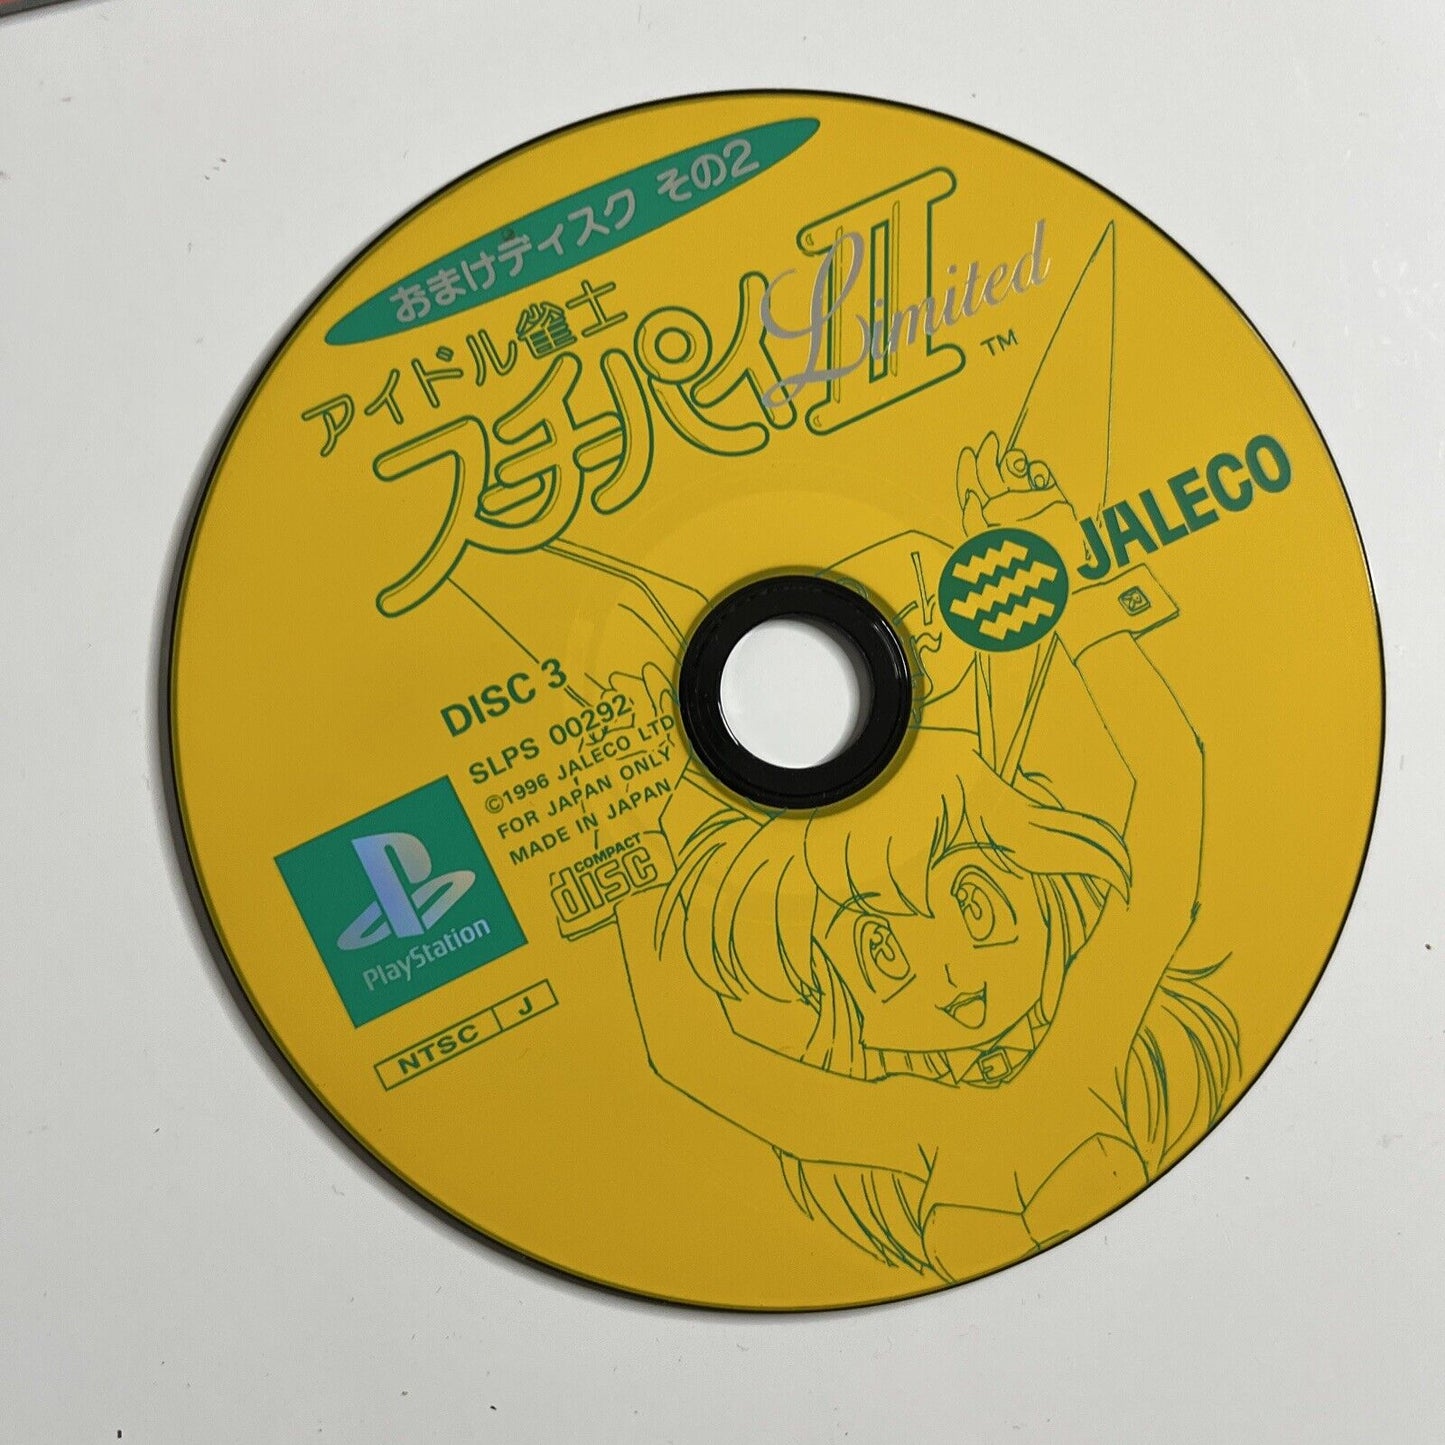 おまけディスク その2
アイドル雀士
スチパイII
Limited
TM
JALECO
DISC 3
SLPS 00292
©1996 JALECO LTD
FOR JAPAN ONLY
MADE IN JAPAN
COMPACT
disc
PlayStation
NTSC J